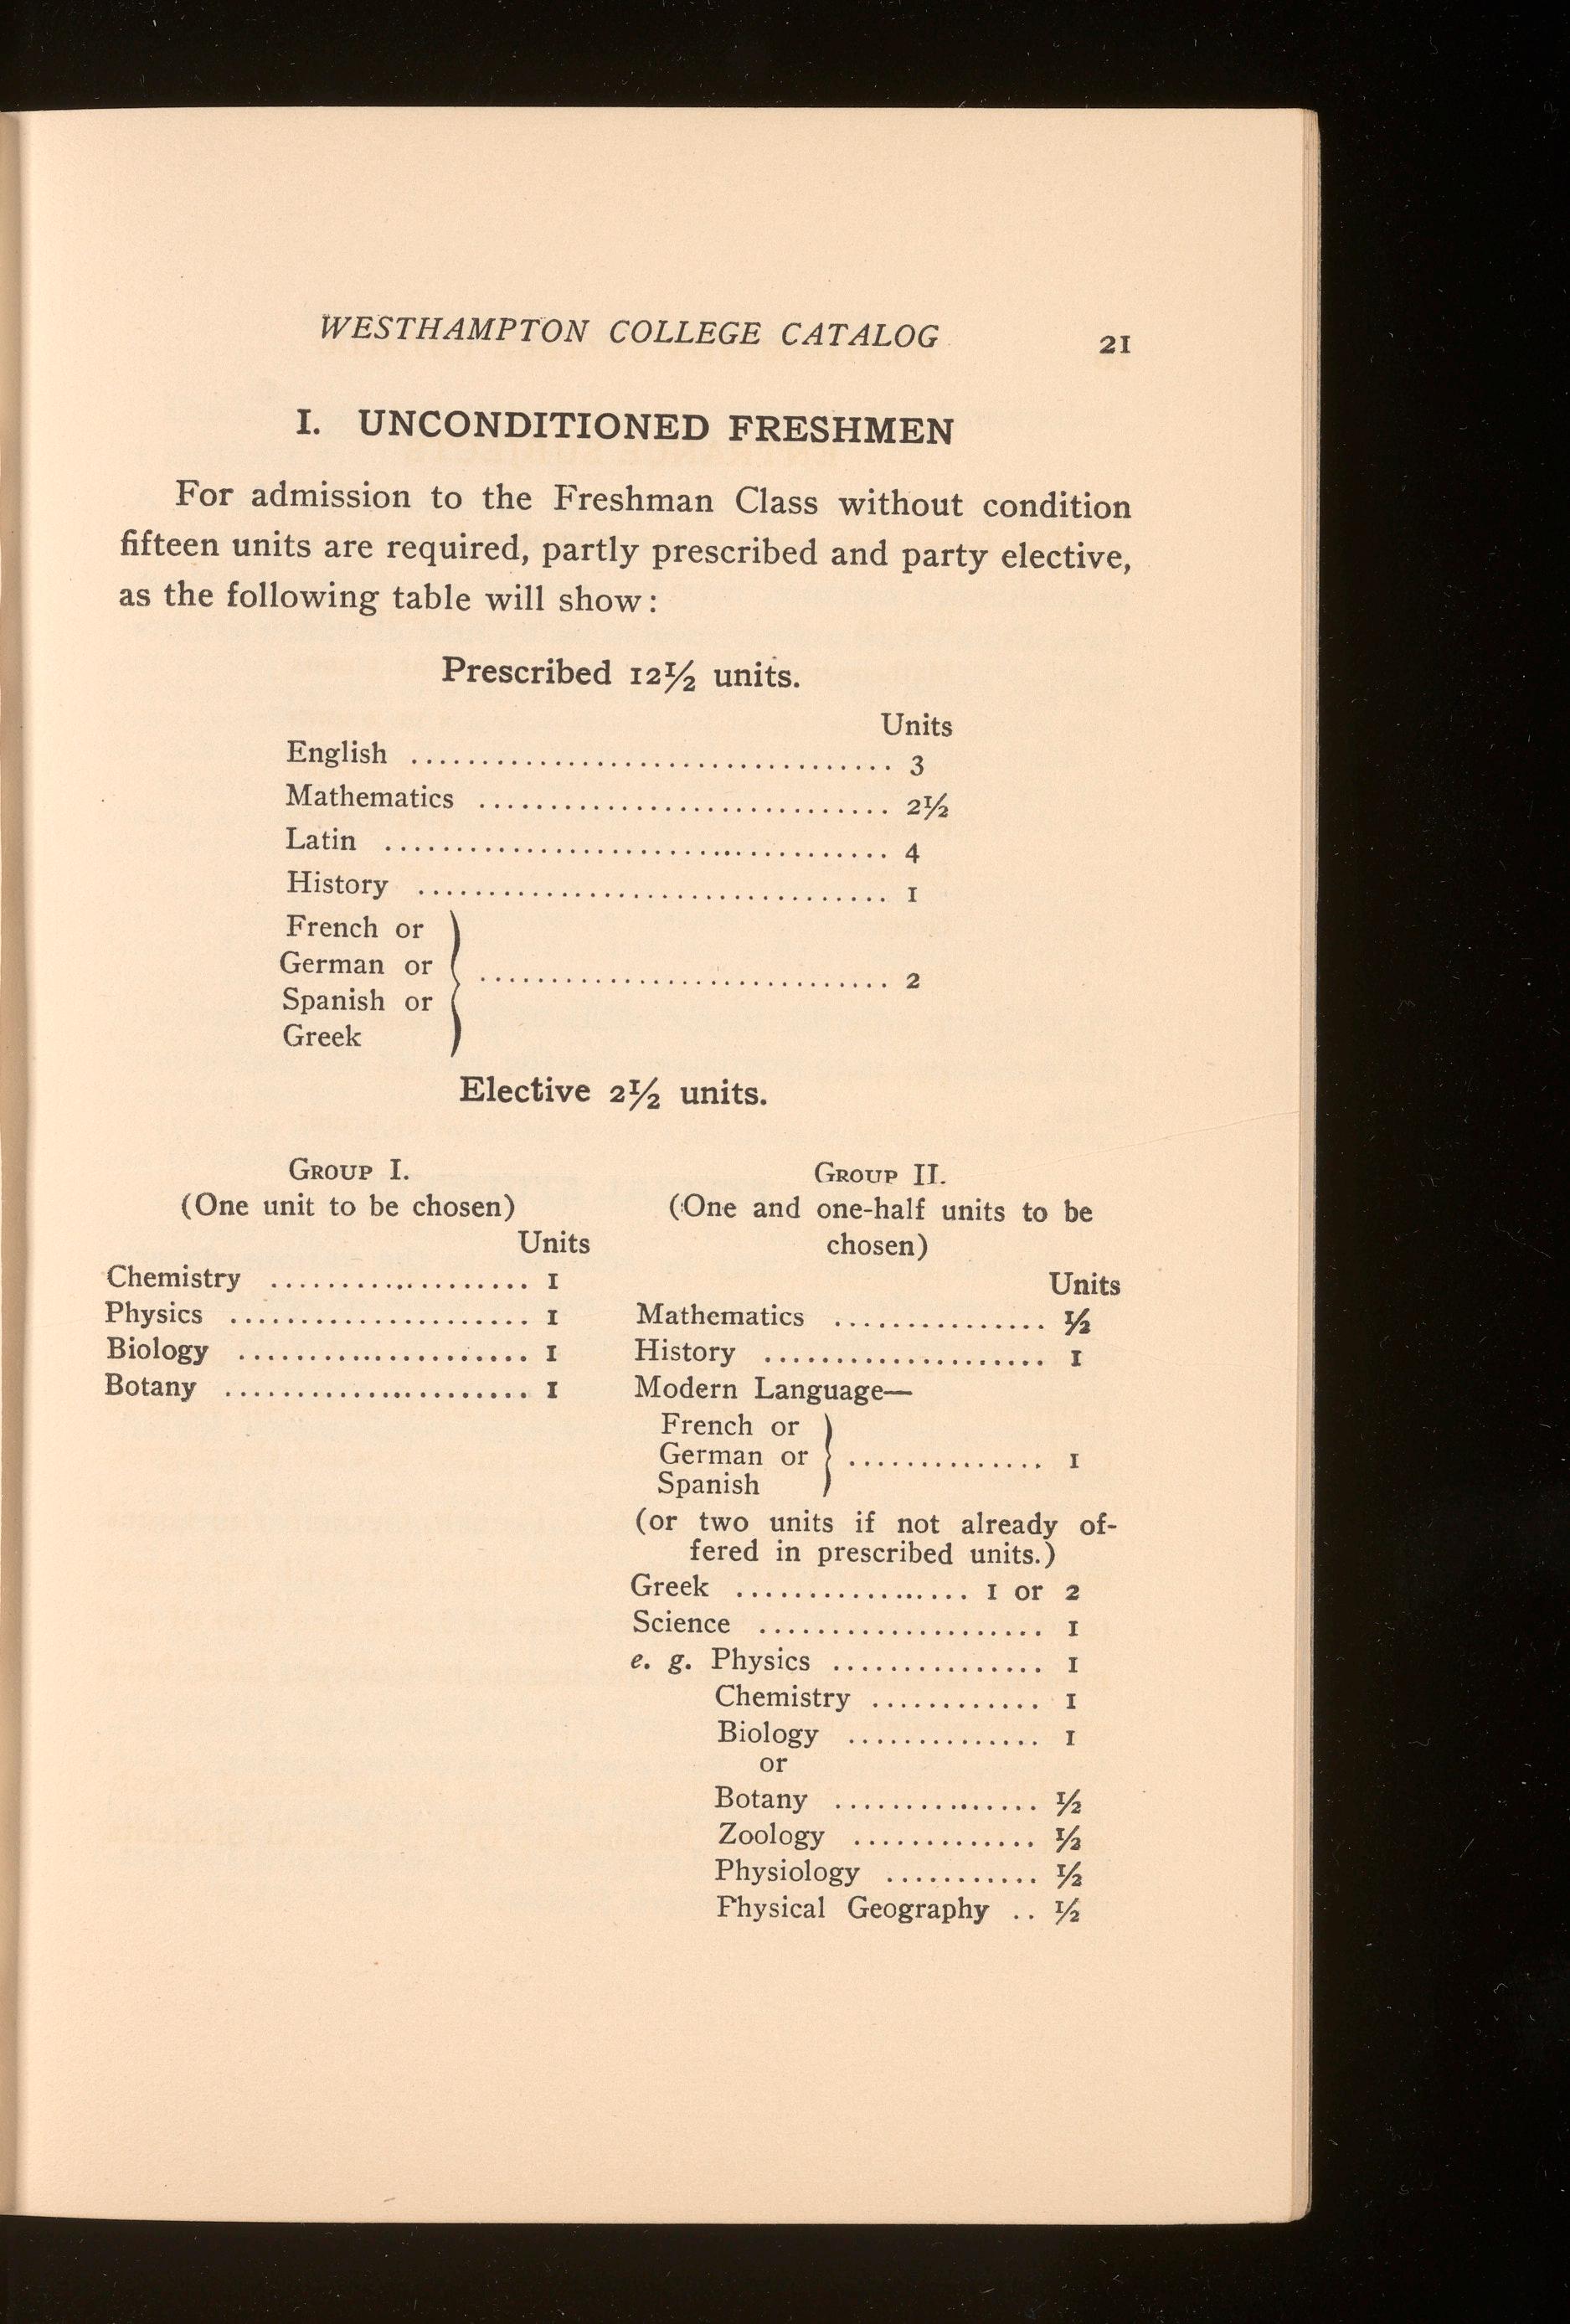 WESTHAMPTON COLLEGE CATALOG 21
I. UNCONDITIONED FRESHMEN
For admission to the Freshman Class without condition
fifteen units are required, partly prescribed and party elective,
as the following table will show:
Prescribed 12½ units.
Units
English .................................. 3
Mathematics ............................. 2½
Latin .................................... 4
History ................................. 1
French or
German or
Spanish or
Greek
} ............................. 2
Elective 2½ units.
GROUP I.
(One unit to be chosen)
Units
Chemistry ................... 1
Physics ..................... 1
Biology ..................... 1
Botany ...................... 1
GROUP II.
(One and one-half units to be
chosen)
Units
Mathematics ............... ½
History .................... 1
Modern Language—
French or
German or
Spanish
} .............. 1
(or two units if not already of-
fered in prescribed units.)
Greek ................. 1 or 2
Science .................... 1
e. g. Physics ............... 1
Chemistry ............ 1
Biology .............. 1
or
Botany ............... ½
Zoology ............. ½
Physiology ........... ½
Physical Geography .. ½